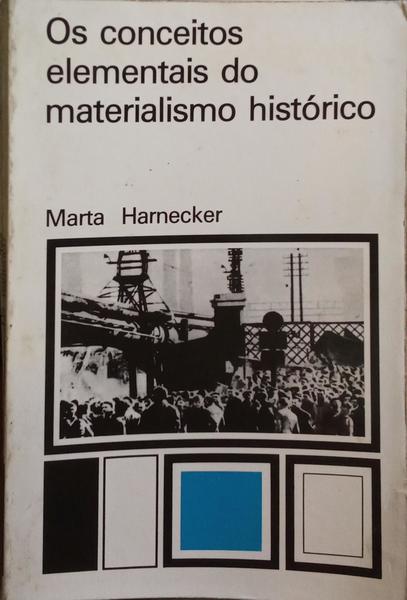 Os conceitos
elementais do
materialismo histórico
Marta Harnecker